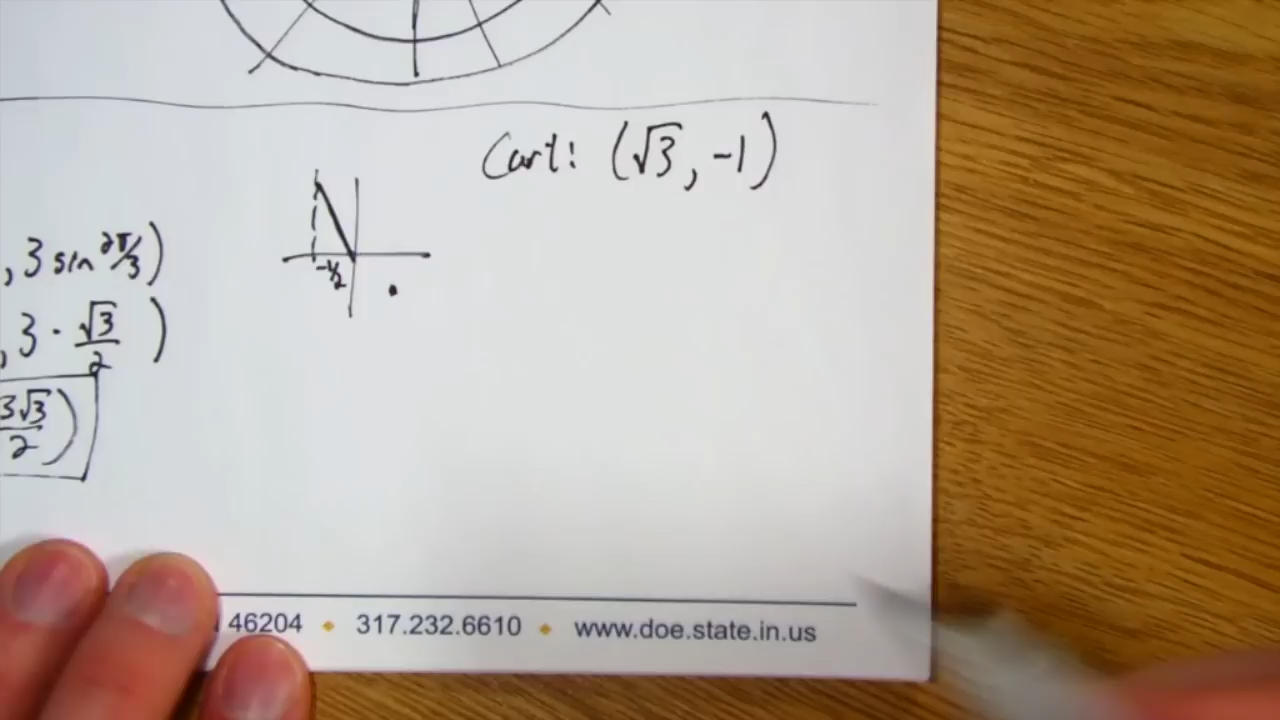 Cart: (√3, -1)
-1/2
, 3 sin 2π/3)
, 3 · √3/2 )
3√3/2)
46204 ◆ 317.232.6610 ◆ www.doe.state.in.us